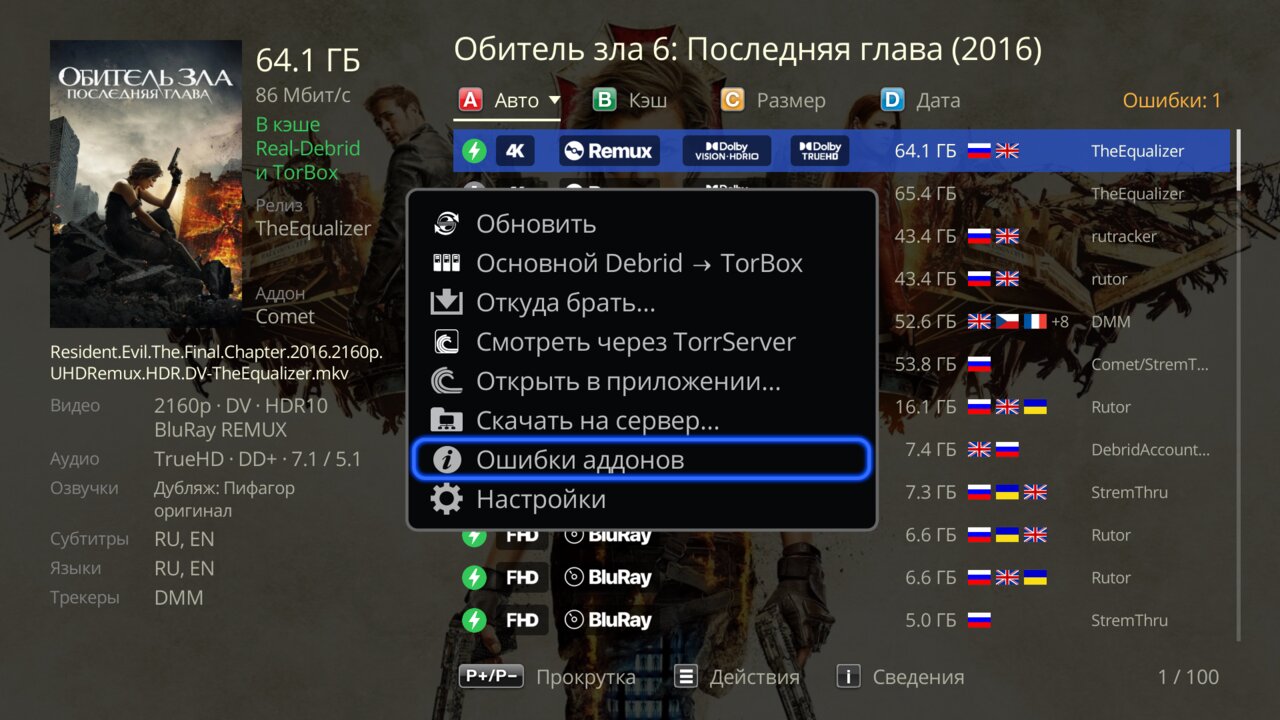 ОБИТЕЛЬ ЗЛА
ПОСЛЕДНЯЯ ГЛАВА
64.1 ГБ
86 Мбит/с
В кэше
Real-Debrid
и TorBox
Релиз
TheEqualizer
Аддон
Comet
Resident.Evil.The.Final.Chapter.2016.2160p.
UHDRemux.HDR.DV-TheEqualizer.mkv
Видео 2160p · DV · HDR10
BluRay REMUX
Аудио TrueHD · DD+ · 7.1 / 5.1
Озвучки Дубляж: Пифагор
оригинал
Субтитры RU, EN
Языки RU, EN
Трекеры DMM
Обитель зла 6: Последняя глава (2016)
A Авто B Кэш C Размер D Дата Ошибки: 1
4K Remux Dolby VISION·HDR10 Dolby TRUEHD 64.1 ГБ TheEqualizer
65.4 ГБ TheEqualizer
43.4 ГБ rutracker
43.4 ГБ rutor
52.6 ГБ +8 DMM
53.8 ГБ Comet/StremT...
16.1 ГБ Rutor
7.4 ГБ DebridAccount...
7.3 ГБ StremThru
FHD BluRay 6.6 ГБ Rutor
FHD BluRay 6.6 ГБ Rutor
FHD BluRay 5.0 ГБ StremThru
Обновить
Основной Debrid → TorBox
Откуда брать...
Смотреть через TorrServer
Открыть в приложении...
Скачать на сервер...
Ошибки аддонов
Настройки
P+/P− Прокрутка Действия i Сведения 1 / 100